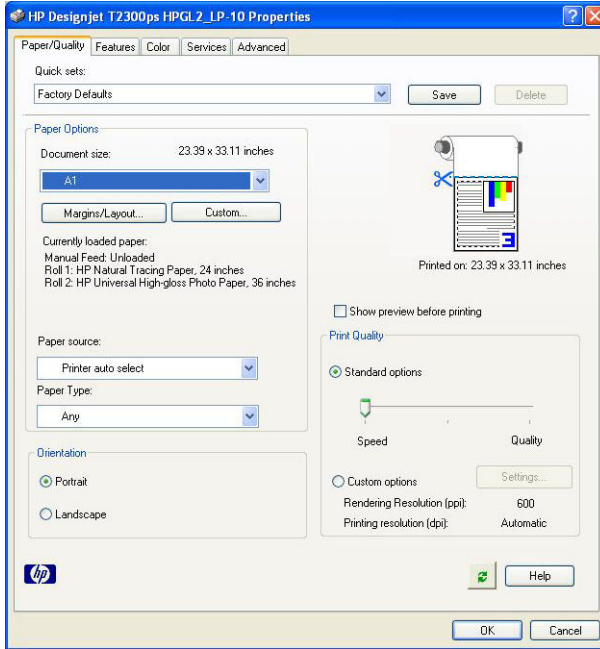 HP Designjet T2300ps HPGL2_LP-10 Properties
Paper/Quality Features Color Services Advanced
Quick sets:
Factory Defaults
Save
Delete
Paper Options
Document size: 23.39 x 33.11 inches
A1
Margins/Layout... Custom...
Currently loaded paper:
Manual Feed: Unloaded
Roll 1: HP Natural Tracing Paper, 24 inches
Roll 2: HP Universal High-gloss Photo Paper, 36 inches
Paper source:
Printer auto select
Paper Type:
Any
Orientation
Portrait
Landscape
3
Printed on: 23.39 x 33.11 inches
Show preview before printing
Print Quality
Standard options
Speed Quality
Custom options Settings...
Rendering Resolution (ppi): 600
Printing resolution (dpi): Automatic
hp
Help
OK Cancel